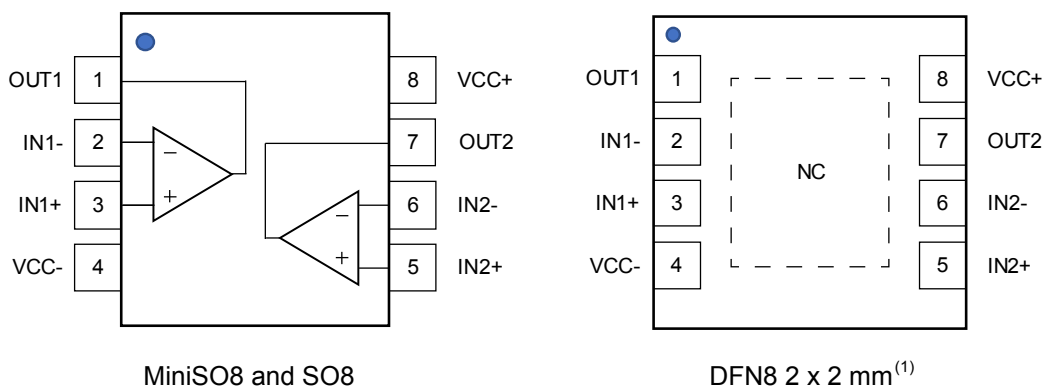 OUT1 1 8 VCC+
IN1- 2 − 7 OUT2
IN1+ 3 + − 6 IN2-
VCC- 4 + 5 IN2+
MiniSO8 and SO8
OUT1 1 8 VCC+
IN1- 2 7 OUT2
NC
IN1+ 3 6 IN2-
VCC- 4 5 IN2+
DFN8 2 x 2 mm(1)